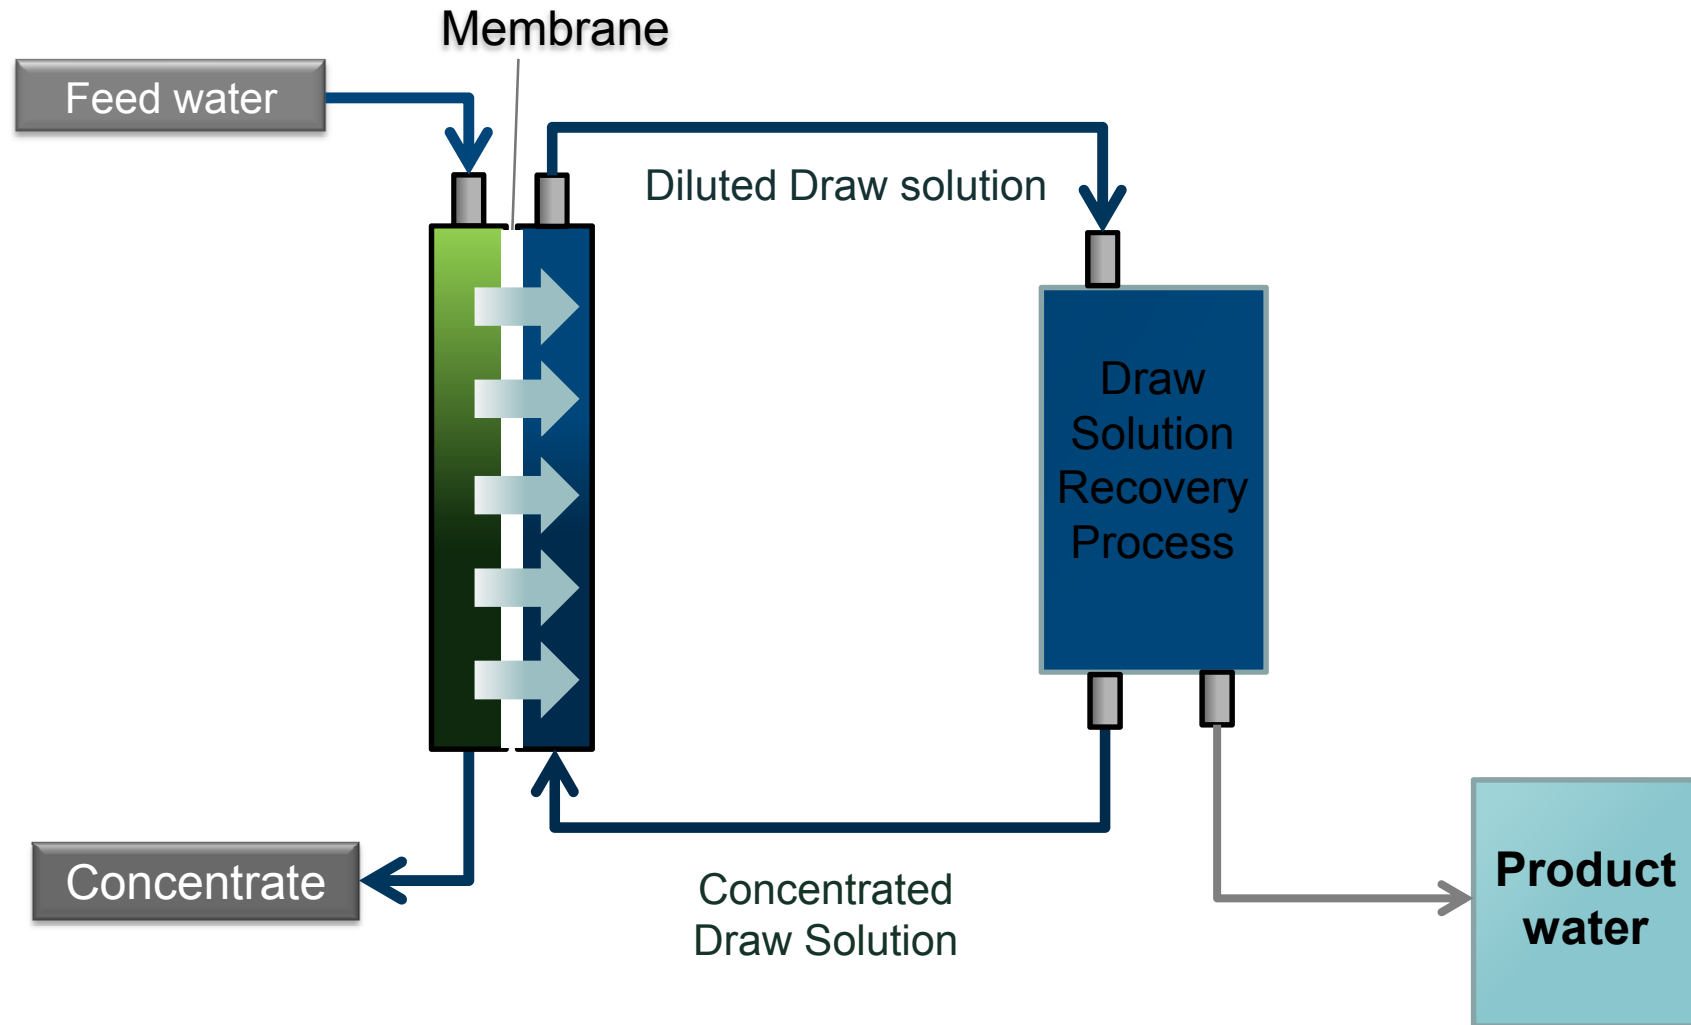 Membrane
Feed water
Diluted Draw solution
Draw
Solution
Recovery
Process
Concentrate
Concentrated
Draw Solution
Product
water